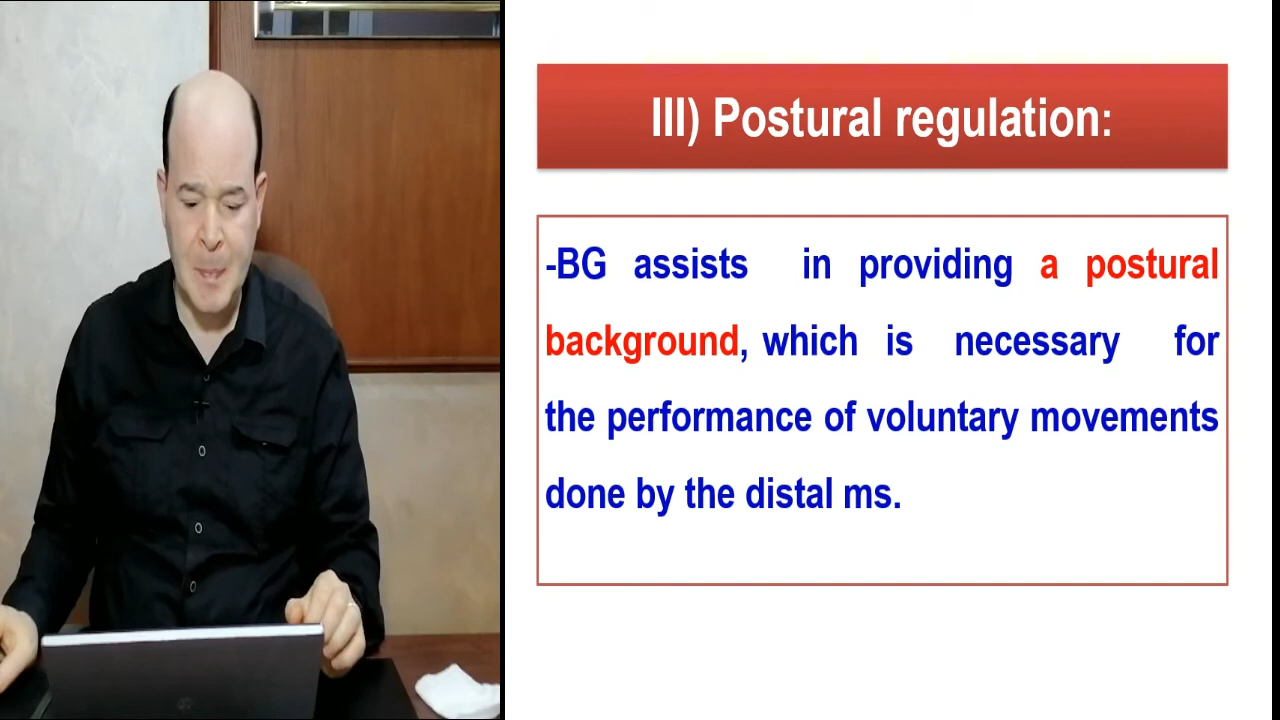 III) Postural regulation:
-BG assists in providing a postural
background, which is necessary for
the performance of voluntary movements
done by the distal ms.